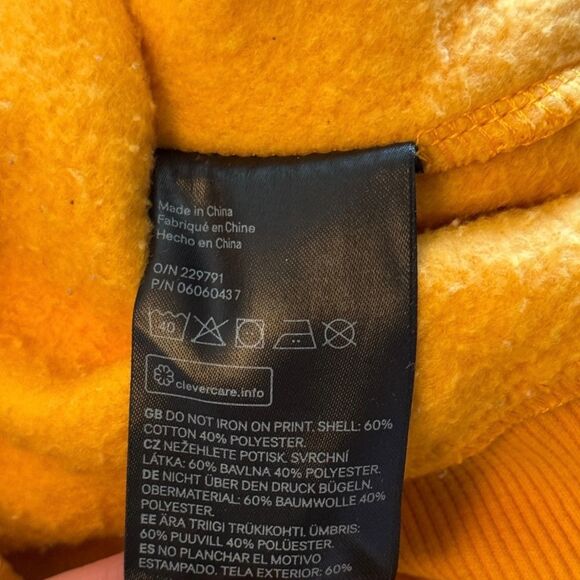 Made in China
Fabriqué en Chine
Hecho en China
O/N 229791
P/N 06060437
40
clevercare.info
GB DO NOT IRON ON PRINT. SHELL: 60%
COTTON 40% POLYESTER.
CZ NEŽEHLETE POTISK. SVRCHNÍ
LÁTKA: 60% BAVLNA 40% POLYESTER.
DE NICHT ÜBER DEN DRUCK BÜGELN.
OBERMATERIAL: 60% BAUMWOLLE 40%
POLYESTER.
EE ÄRA TRIIGI TRÜKIKOHTI. ÜMBRIS:
60% PUUVILL 40% POLÜESTER.
ES NO PLANCHAR EL MOTIVO
ESTAMPADO. TELA EXTERIOR: 60%